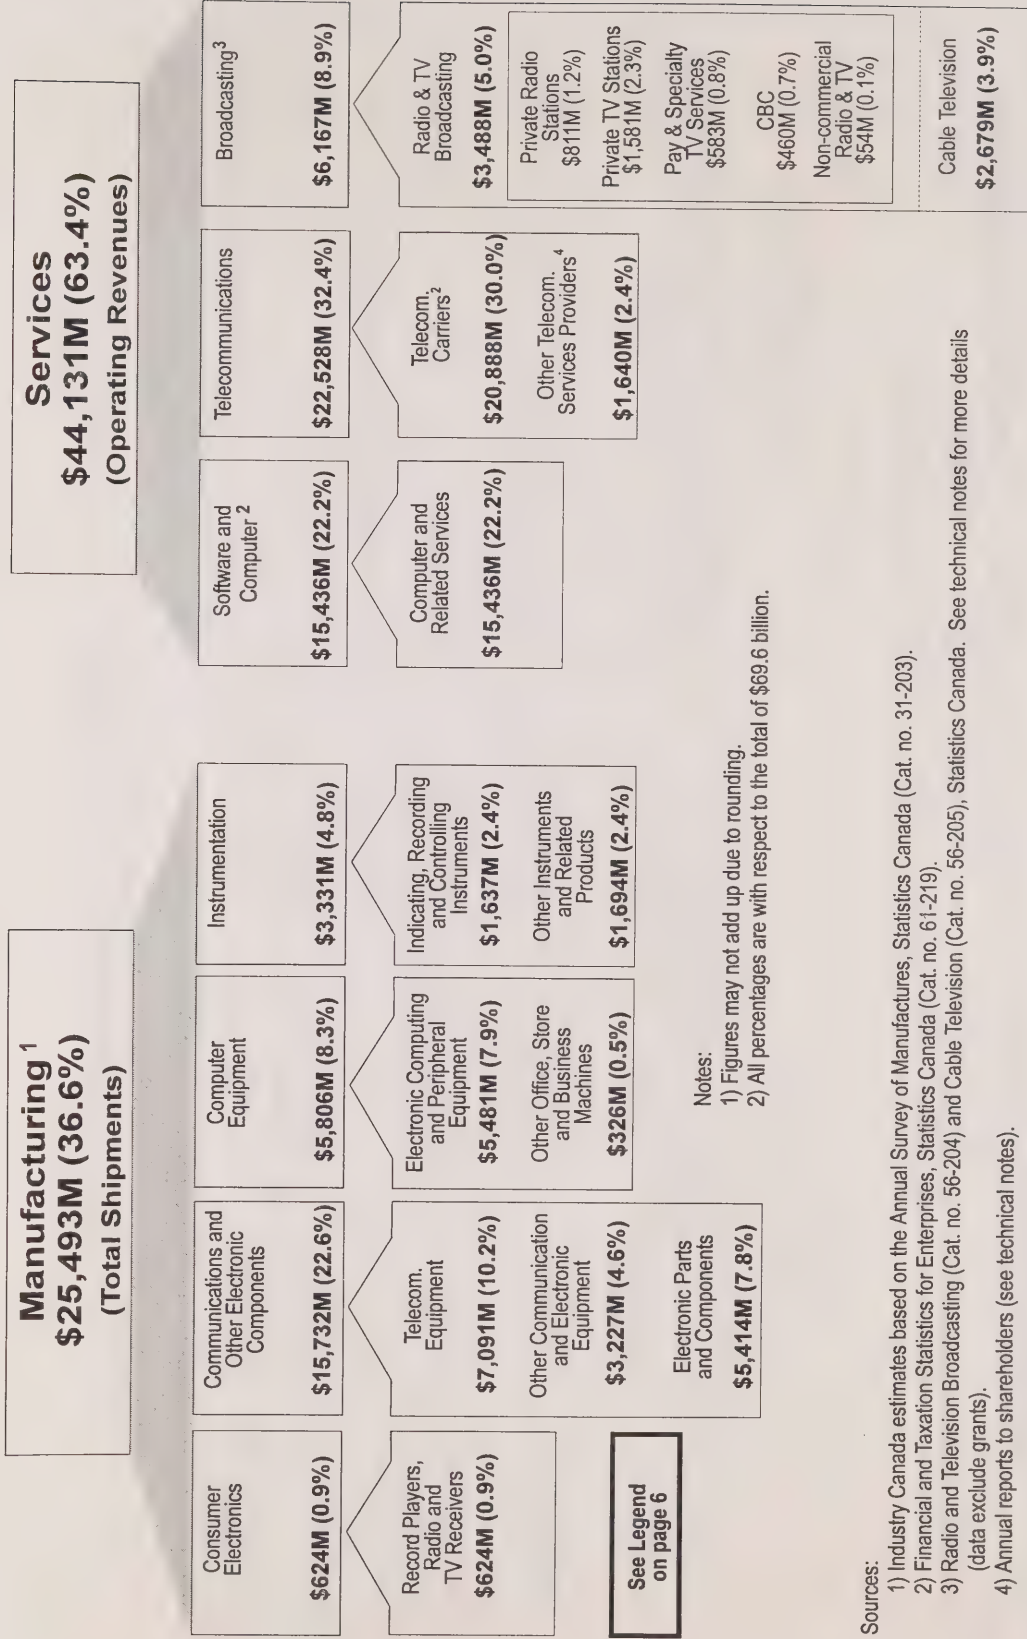 Manufacturing 1
$25,493M (36.6%)
(Total Shipments)
Services
$44,131M (63.4%)
(Operating Revenues)
Consumer
Electronics
$624M (0.9%)
Communications and
Other Electronic
Components
$15,732M (22.6%)
Computer
Equipment
$5,806M (8.3%)
Instrumentation
$3,331M (4.8%)
Software and
Computer 2
$15,436M (22.2%)
Telecommunications
$22,528M (32.4%)
Broadcasting3
$6,167M (8.9%)
Record Players,
Radio and
TV Receivers
$624M (0.9%)
Telecom.
Equipment
$7,091M (10.2%)
Other Communication
and Electronic
Equipment
$3,227M (4.6%)
Electronic Parts
and Components
$5,414M (7.8%)
Electronic Computing
and Peripheral
Equipment
$5,481M (7.9%)
Other Office, Store
and Business
Machines
$326M (0.5%)
Indicating, Recording
and Controlling
Instruments
$1,637M (2.4%)
Other Instruments
and Related
Products
$1,694M (2.4%)
Computer and
Related Services
$15,436M (22.2%)
Telecom.
Carriers2
$20,888M (30.0%)
Other Telecom.
Services Providers 4
$1,640M (2.4%)
Radio & TV
Broadcasting
$3,488M (5.0%)
Private Radio
Stations
$811M (1.2%)
Private TV Stations
$1,581M (2.3%)
Pay & Specialty
TV Services
$583M (0.8%)
CBC
$460M (0.7%)
Non-commercial
Radio & TV
$54M (0.1%)
Cable Television
$2,679M (3.9%)
See Legend
on page 6
Notes:
1) Figures may not add up due to rounding.
2) All percentages are with respect to the total of $69.6 billion.
Sources:
1) Industry Canada estimates based on the Annual Survey of Manufactures, Statistics Canada (Cat. no. 31-203).
2) Financial and Taxation Statistics for Enterprises, Statistics Canada (Cat. no. 61-219).
3) Radio and Television Broadcasting (Cat. no. 56-204) and Cable Television (Cat. no. 56-205), Statistics Canada. See technical notes for more details
(data exclude grants).
4) Annual reports to shareholders (see technical notes).